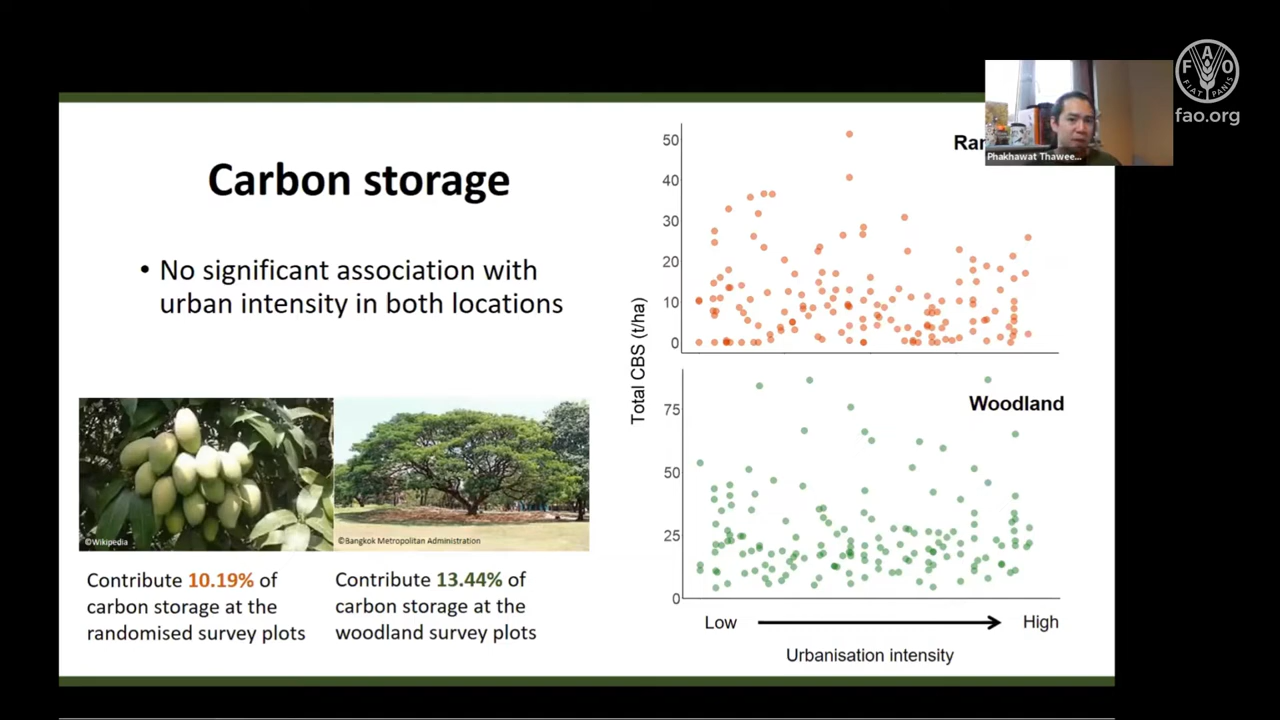 Carbon storage
• No significant association with
urban intensity in both locations
©Wikipedia
©Bangkok Metropolitan Administration
Contribute 10.19% of
carbon storage at the
randomised survey plots
Contribute 13.44% of
carbon storage at the
woodland survey plots
Total CBS (t/ha)
50
40
30
20
10
0
Ra
75
50
25
0
Woodland
Low
High
Urbanisation intensity
Phakhawat Thawee...
F A O
FIAT PANIS
fao.org